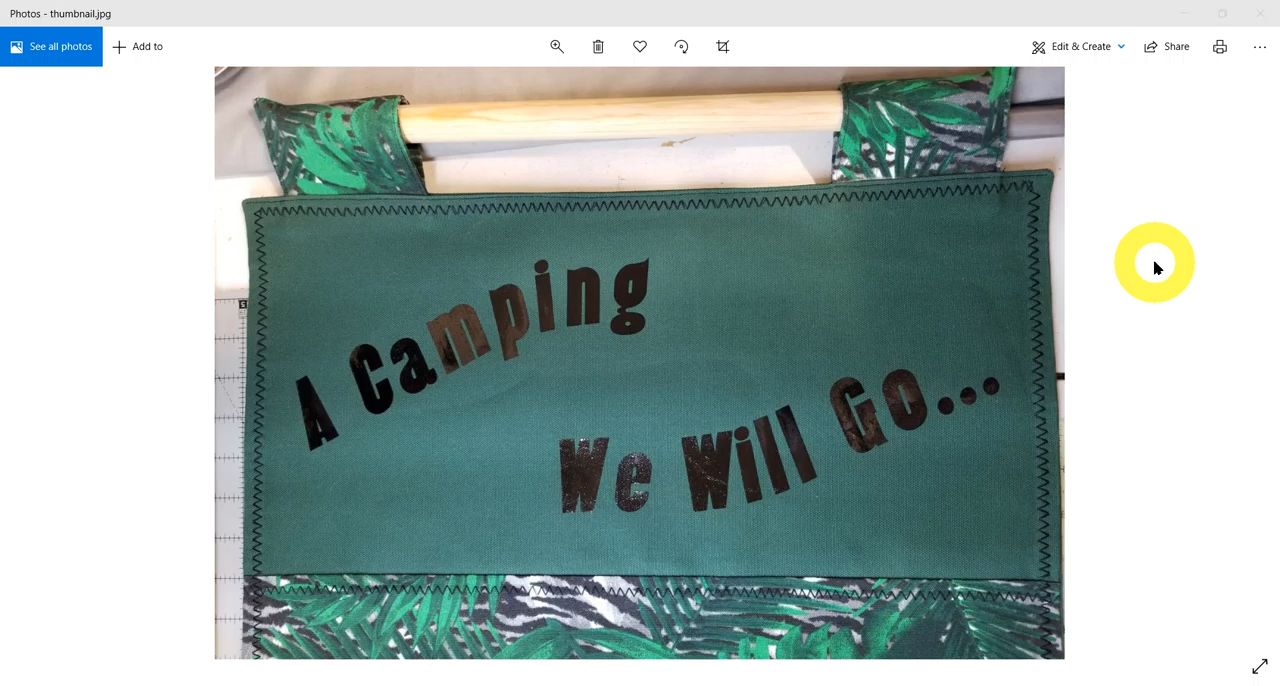 Photos - thumbnail.jpg
See all photos
Add to
Edit & Create
Share
A Camping
We Will Go...